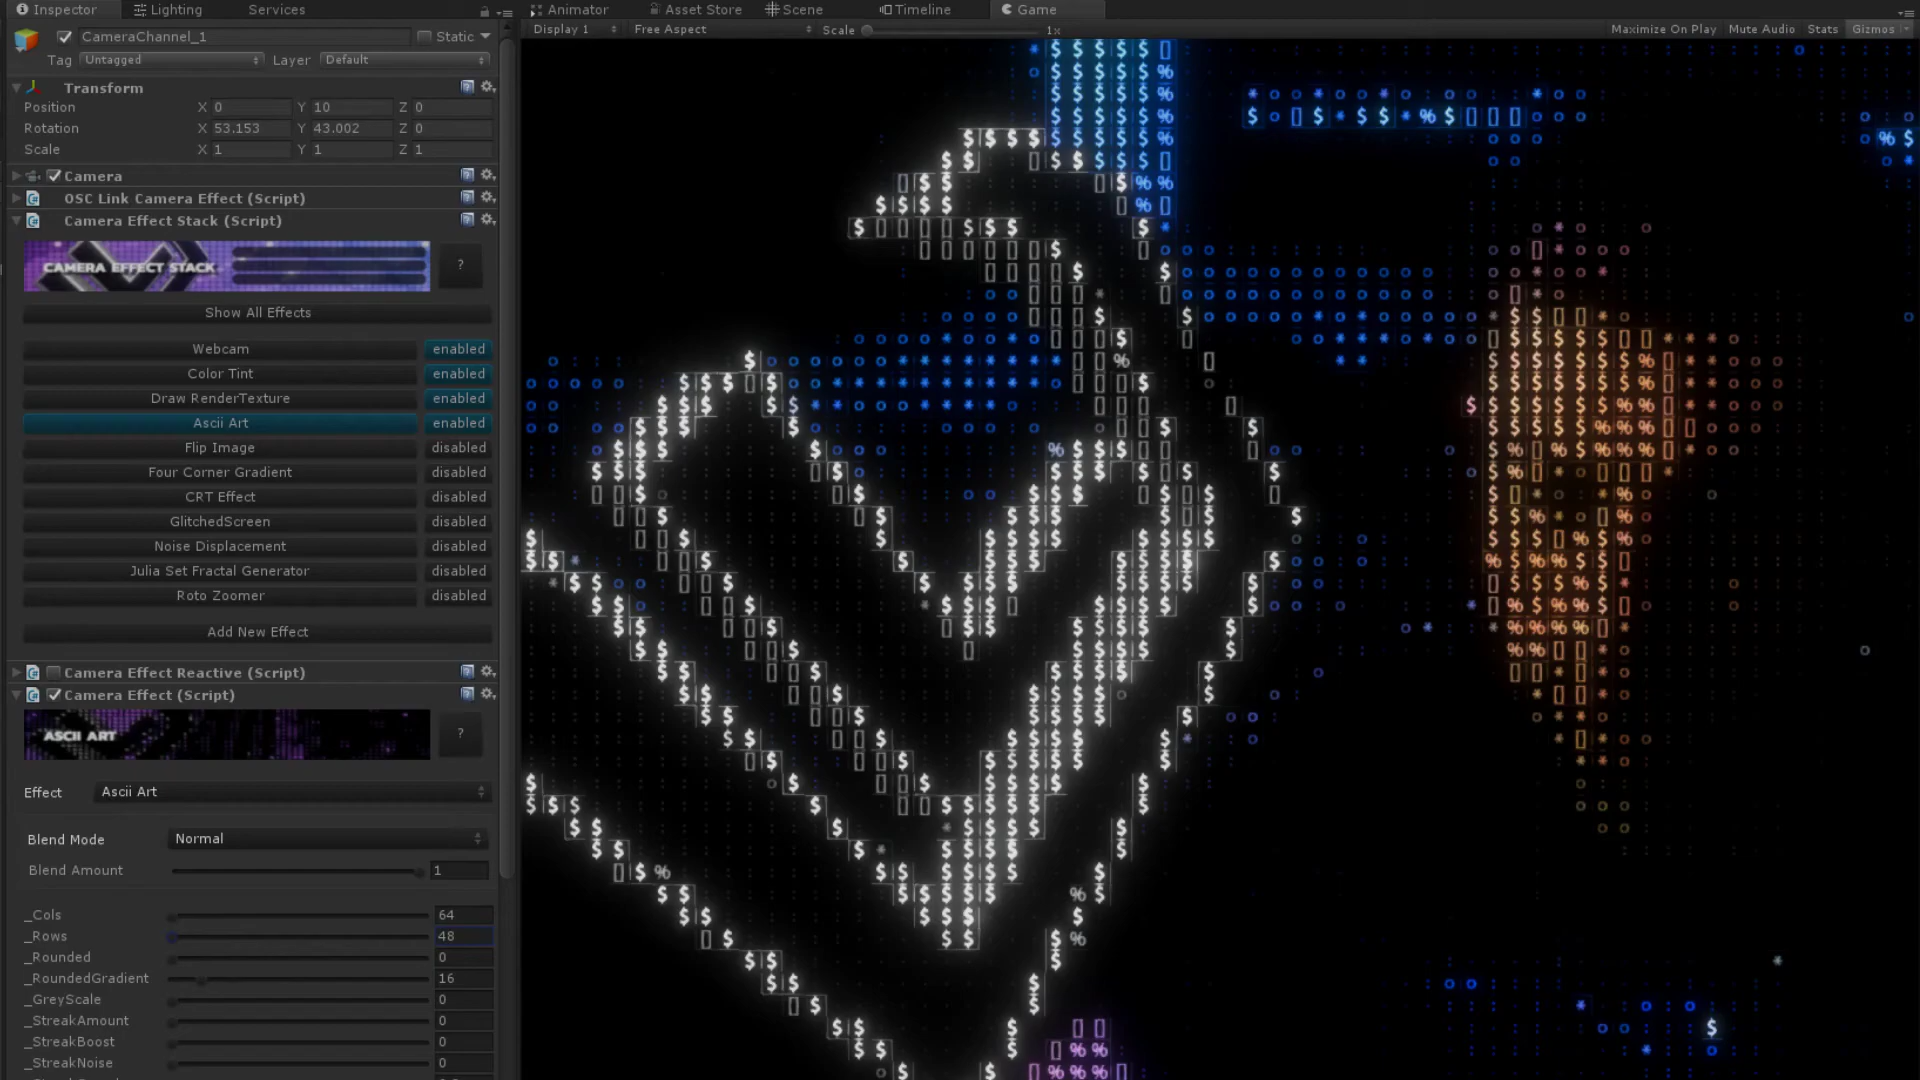 Inspector
Lighting
Services
Animator
Asset Store
Scene
Timeline
Game
Display 1
Free Aspect
Scale
1x
Maximize On Play
Mute Audio
Stats
Gizmos
CameraChannel_1
Static
Tag Untagged
Layer Default
Transform
Position X 0 Y 10 Z 0
Rotation X 53.153 Y 43.002 Z 0
Scale X 1 Y 1 Z 1
Camera
OSC Link Camera Effect (Script)
Camera Effect Stack (Script)
CAMERA EFFECT STACK
?
Show All Effects
Webcam enabled
Color Tint enabled
Draw RenderTexture enabled
Ascii Art enabled
Flip Image disabled
Four Corner Gradient disabled
CRT Effect disabled
GlitchedScreen disabled
Noise Displacement disabled
Julia Set Fractal Generator disabled
Roto Zoomer disabled
Add New Effect
Camera Effect Reactive (Script)
Camera Effect (Script)
ASCII ART
?
Effect Ascii Art
Blend Mode Normal
Blend Amount 1
_Cols 64
_Rows 48
_Rounded 0
_RoundedGradient 16
_GreyScale 0
_StreakAmount 0
_StreakBoost 0
_StreakNoise 0